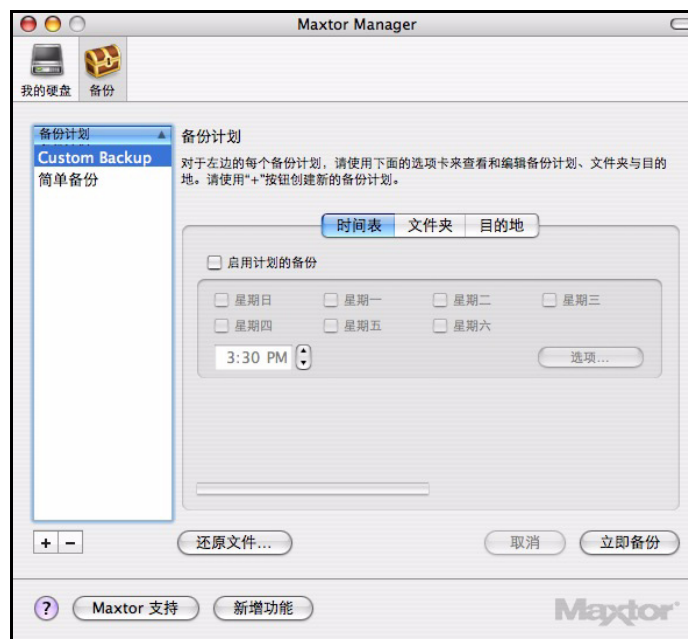 Maxtor Manager
我的硬盘
备份
备份计划
Custom Backup
简单备份
备份计划
对于左边的每个备份计划，请使用下面的选项卡来查看和编辑备份计划、文件夹与目的
地。请使用“+”按钮创建新的备份计划。
时间表 文件夹 目的地
启用计划的备份
星期日 星期一 星期二 星期三
星期四 星期五 星期六
3:30 PM 选项...
+ − 还原文件... 取消 立即备份
? Maxtor 支持 新增功能 Maxtor